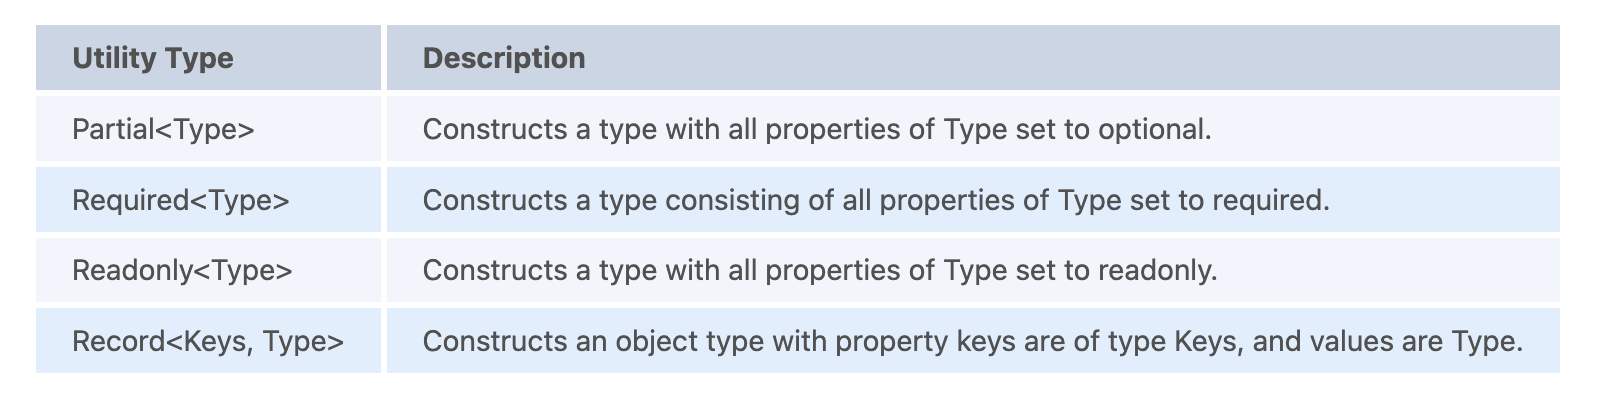 Utility Type Description
Partial<Type> Constructs a type with all properties of Type set to optional.
Required<Type> Constructs a type consisting of all properties of Type set to required.
Readonly<Type> Constructs a type with all properties of Type set to readonly.
Record<Keys, Type> Constructs an object type with property keys are of type Keys, and values are Type.